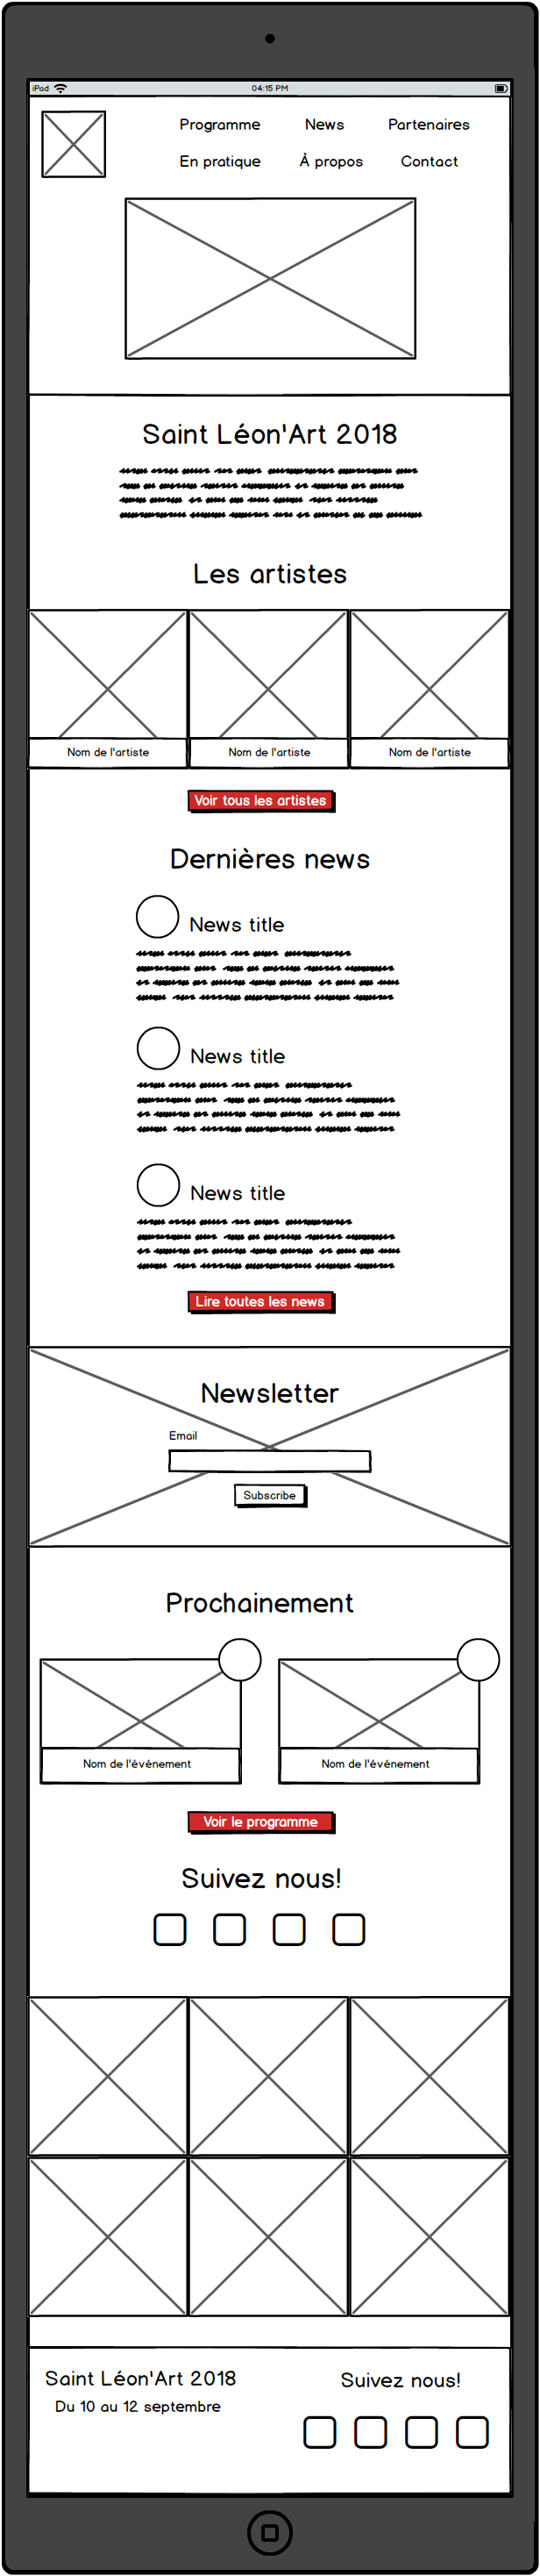 iPad 04:15 PM
Programme News Partenaires
En pratique À propos Contact
Saint Léon'Art 2018
Les artistes
Nom de l'artiste Nom de l'artiste Nom de l'artiste
Voir tous les artistes
Dernières news
News title
News title
News title
Lire toutes les news
Newsletter
Email
Subscribe
Prochainement
Nom de l'événement Nom de l'événement
Voir le programme
Suivez nous!
Saint Léon'Art 2018 Suivez nous!
Du 10 au 12 septembre